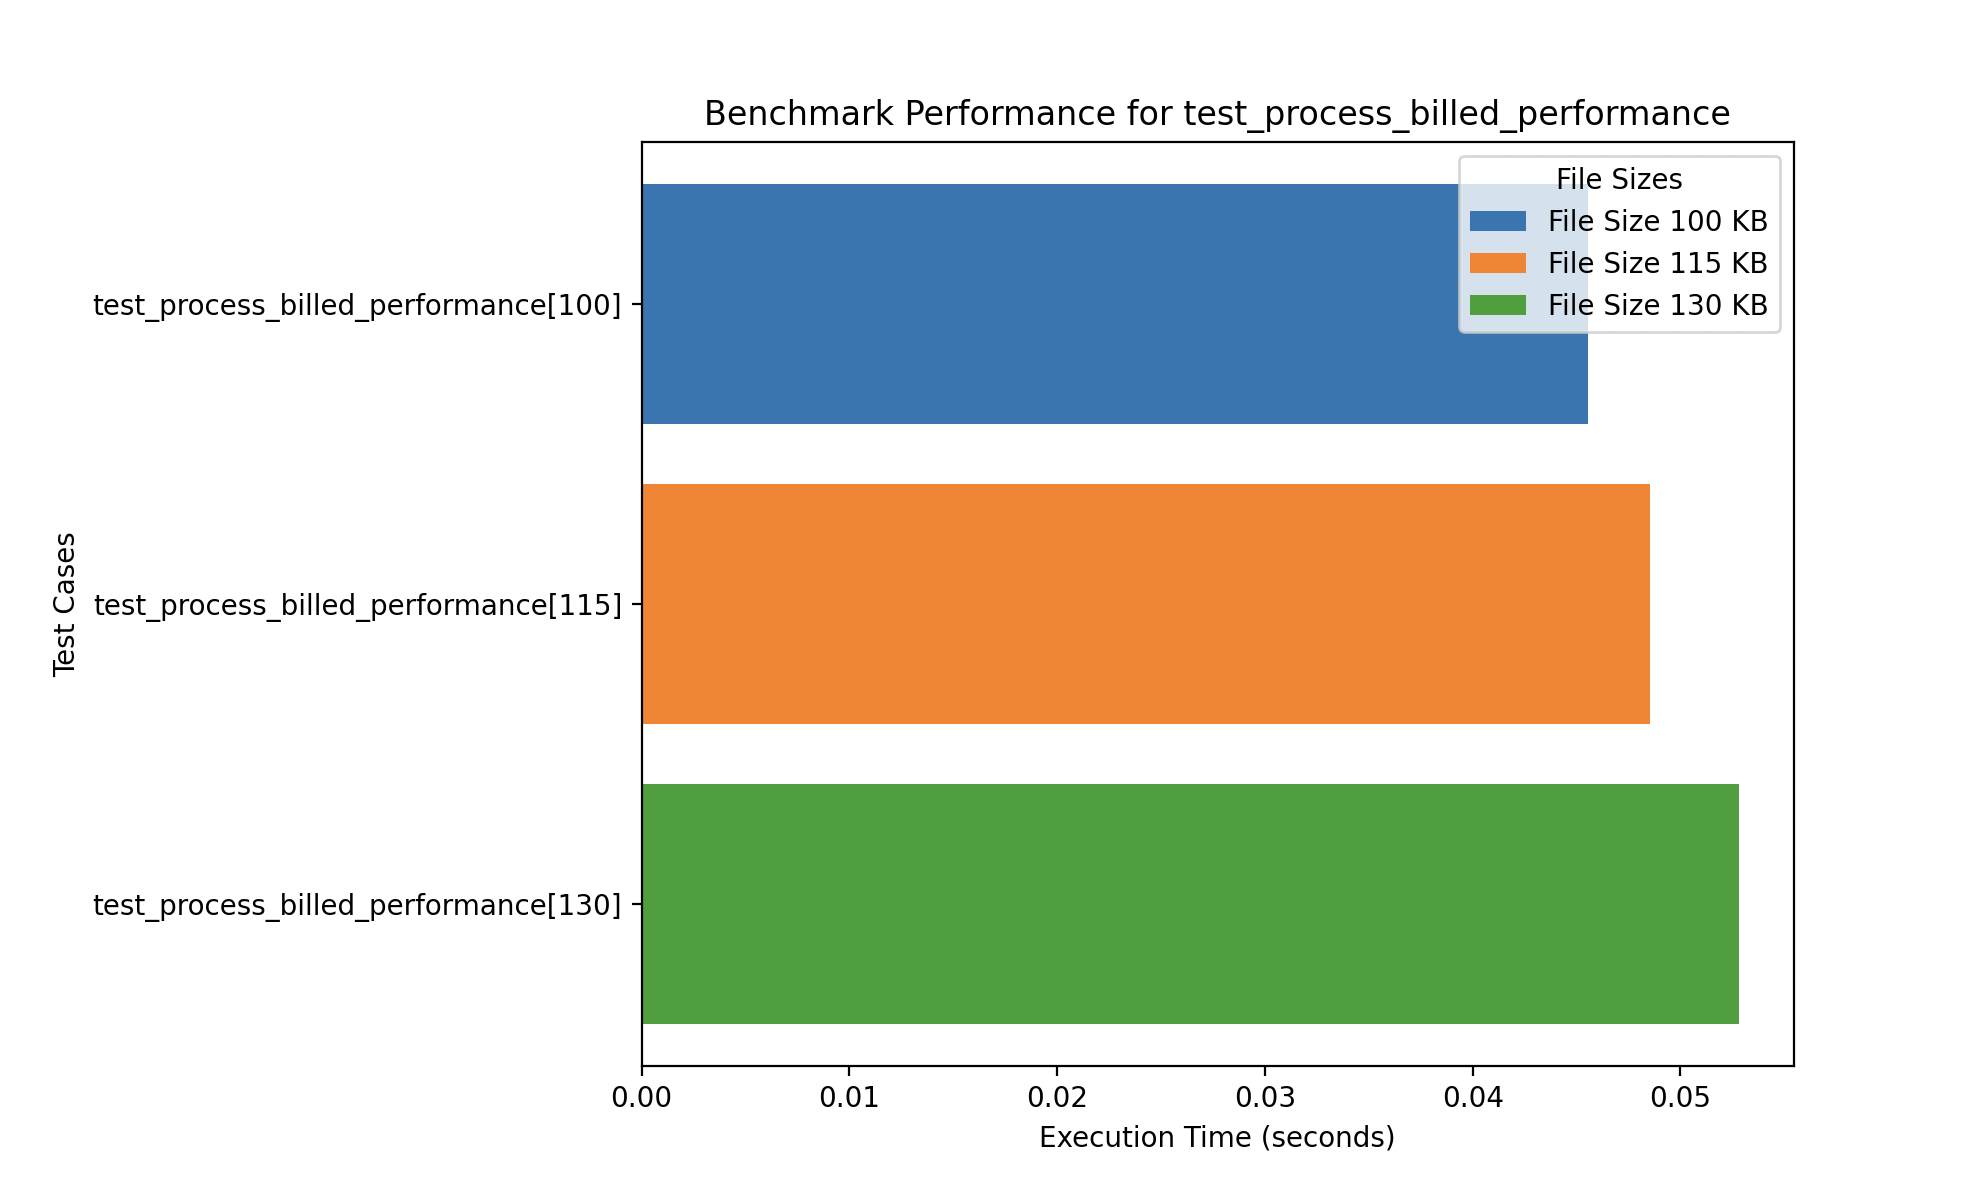 Benchmark Performance for test_process_billed_performance
File Sizes
File Size 100 KB
File Size 115 KB
File Size 130 KB
Test Cases
test_process_billed_performance[100]
test_process_billed_performance[115]
test_process_billed_performance[130]
0.00 0.01 0.02 0.03 0.04 0.05
Execution Time (seconds)